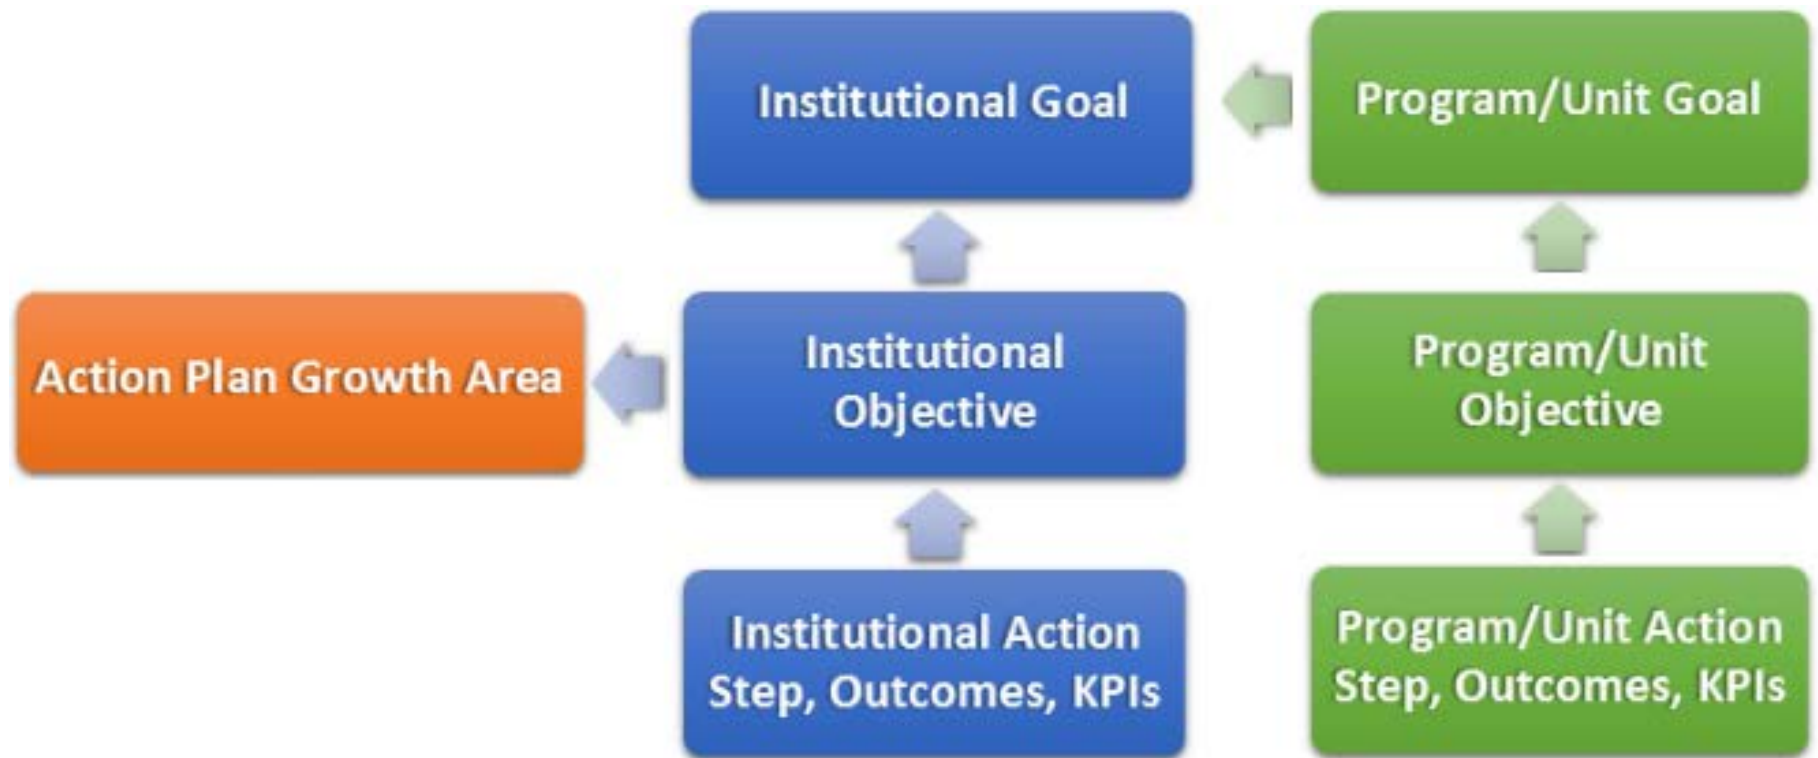 Institutional Goal
Program/Unit Goal
Action Plan Growth Area
Institutional
Objective
Program/Unit
Objective
Institutional Action
Step, Outcomes, KPIs
Program/Unit Action
Step, Outcomes, KPIs